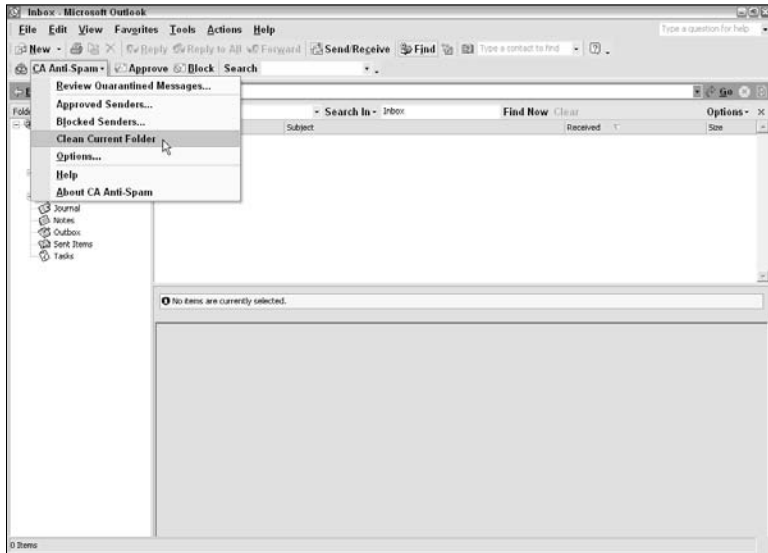 Inbox - Microsoft Outlook
File Edit View Favorites Tools Actions Help Type a question for help
New Reply Reply to All Forward Send/Receive Find Type a contact to find
CA Anti-Spam Approve Block Search
Review Quarantined Messages...
Go
Approved Senders...
Search In Inbox Find Now Clear Options
Blocked Senders...
Subject Received Size
Clean Current Folder
Options...
Help
About CA Anti-Spam
Journal
Notes
Outbox
Sent Items
Tasks
No items are currently selected.
0 Items